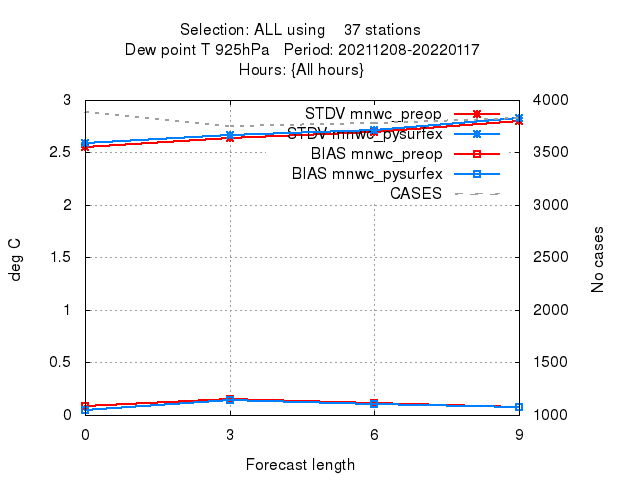 Selection: ALL using 37 stations
Dew point T 925hPa Period: 20211208-20220117
Hours: {All hours}
3 4000
STDV mnwc_preop
STDV mnwc_pysurfex
2.5 3500
BIAS mnwc_preop
BIAS mnwc_pysurfex
CASES
2 3000
deg C
No cases
1.5 2500
1 2000
0.5 1500
0 1000
0 3 6 9
Forecast length